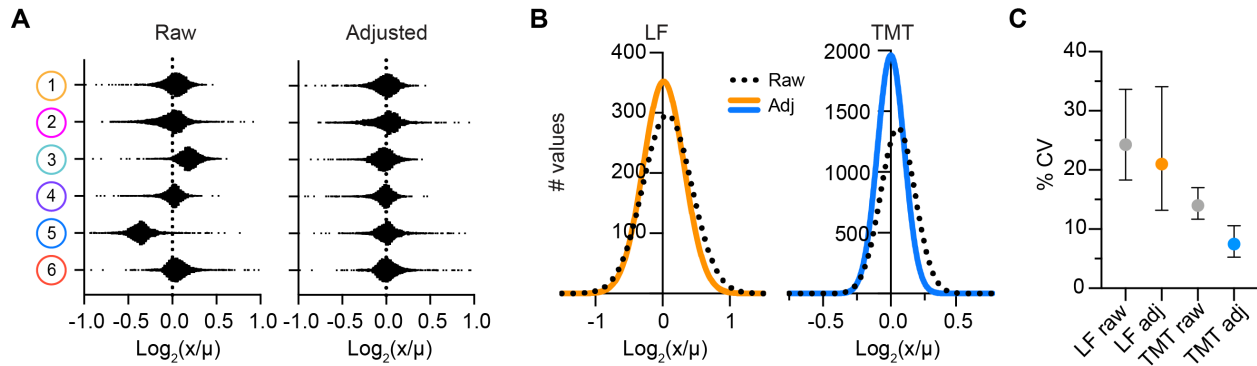 A
Raw
Adjusted
1
2
3
4
5
6
-1.0 -0.5 0.0 0.5 1.0
-1.0 -0.5 0.0 0.5 1.0
Log2(x/μ)
Log2(x/μ)
B
LF
TMT
# values
400
300
200
100
-1 0 1
Log2(x/μ)
Raw
Adj
2000
1500
1000
500
-0.5 0.0 0.5
Log2(x/μ)
C
% CV
40
30
20
10
0
LF raw
LF adj
TMT raw
TMT adj